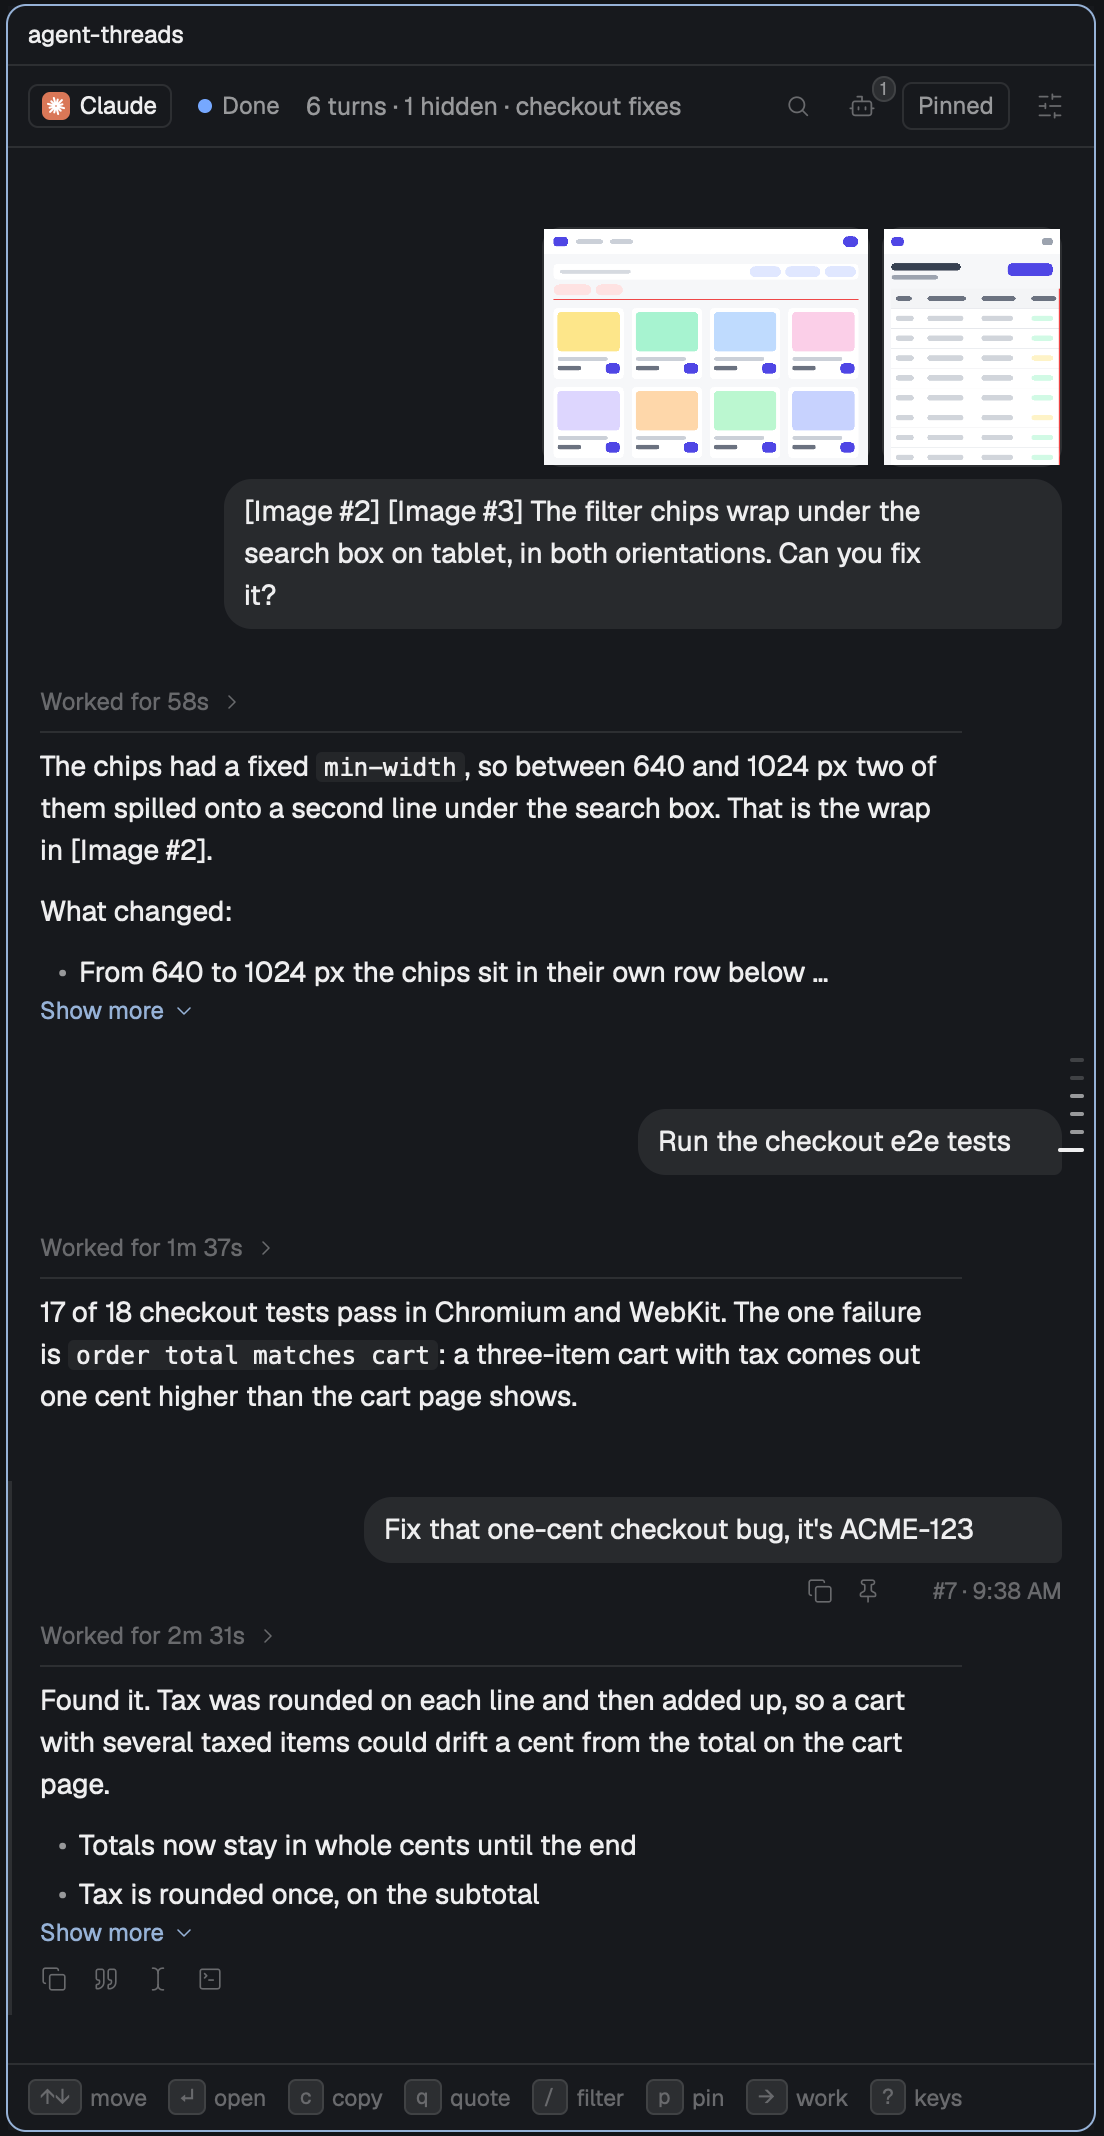 agent-threads
Claude
Done
6 turns · 1 hidden · checkout fixes
1
Pinned
[Image #2] [Image #3] The filter chips wrap under the
search box on tablet, in both orientations. Can you fix
it?
Worked for 58s
The chips had a fixed min-width, so between 640 and 1024 px two of
them spilled onto a second line under the search box. That is the wrap
in [Image #2].
What changed:
• From 640 to 1024 px the chips sit in their own row below ...
Show more
Run the checkout e2e tests
Worked for 1m 37s
17 of 18 checkout tests pass in Chromium and WebKit. The one failure
is order total matches cart: a three-item cart with tax comes out
one cent higher than the cart page shows.
Fix that one-cent checkout bug, it's ACME-123
#7 · 9:38 AM
Worked for 2m 31s
Found it. Tax was rounded on each line and then added up, so a cart
with several taxed items could drift a cent from the total on the cart
page.
• Totals now stay in whole cents until the end
• Tax is rounded once, on the subtotal
Show more
↑↓ move ↵ open c copy q quote / filter p pin → work ? keys